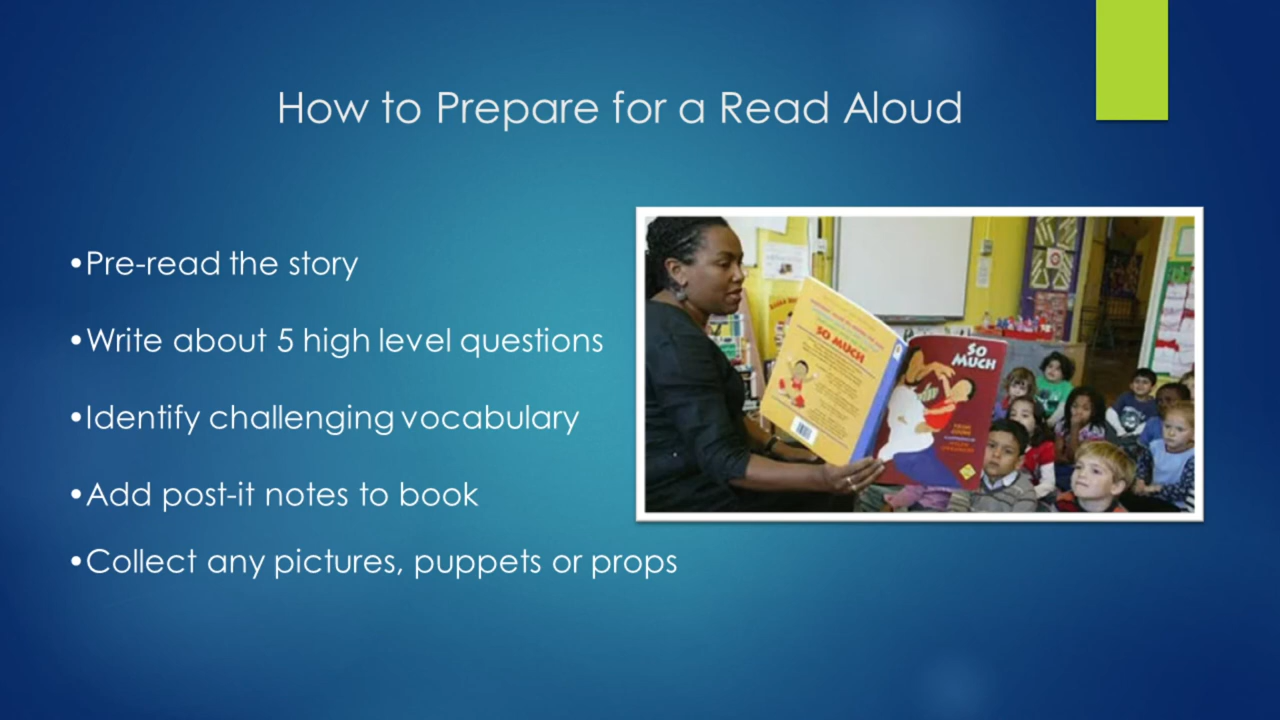 How to Prepare for a Read Aloud
•Pre-read the story
•Write about 5 high level questions
•Identify challenging vocabulary
•Add post-it notes to book
•Collect any pictures, puppets or props
SO MUCH
SO
MUCH